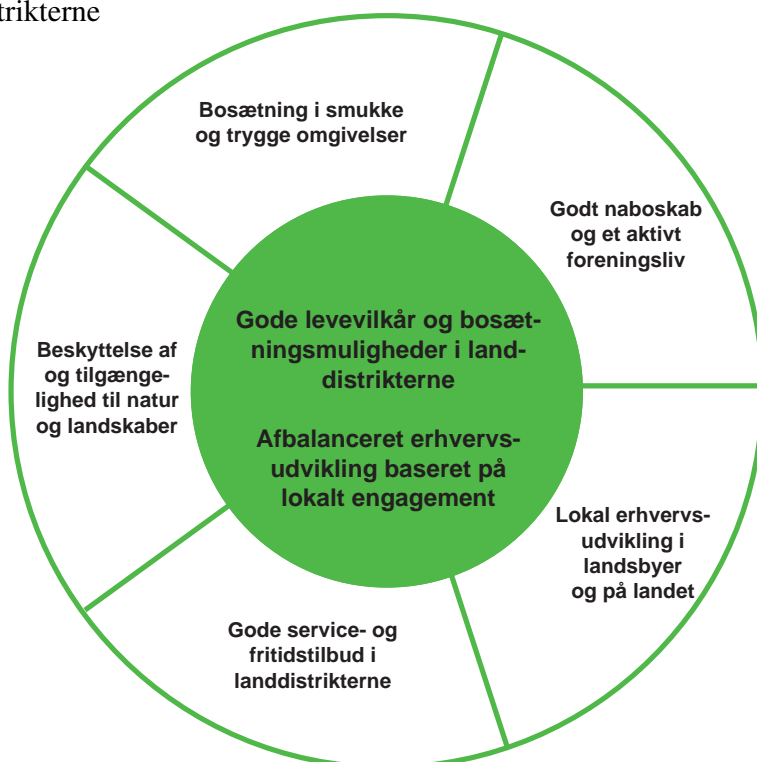 trikterne
Bosætning i smukke
og trygge omgivelser
Godt naboskab
og et aktivt
foreningsliv
Gode levevilkår og bosæt-
ningsmuligheder i land-
distrikterne
Afbalanceret erhvervs-
udvikling baseret på
lokalt engagement
Beskyttelse af
og tilgænge-
lighed til natur
og landskaber
Lokal erhvervs-
udvikling i
landsbyer
og på landet
Gode service- og
fritidstilbud i
landdistrikterne